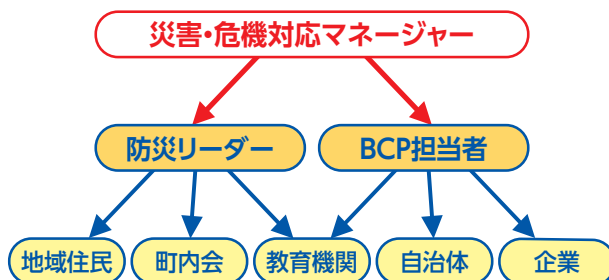 災害・危機対応マネージャー
防災リーダー
BCP担当者
地域住民
町内会
教育機関
自治体
企業